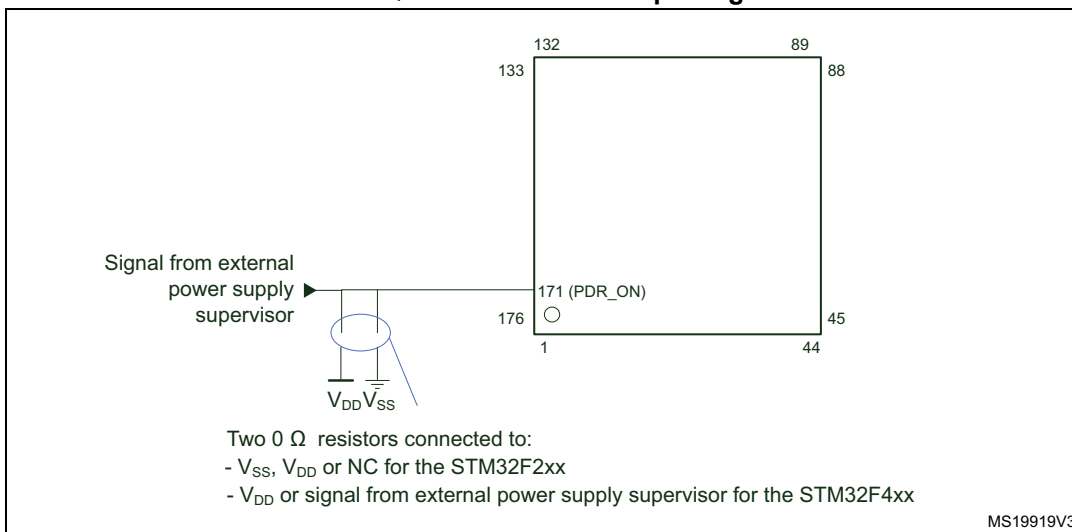 132 89
133 88
Signal from external
power supply
supervisor
171 (PDR_ON)
176 45
1 44
VDD VSS
Two 0 Ω resistors connected to:
- VSS, VDD or NC for the STM32F2xx
- VDD or signal from external power supply supervisor for the STM32F4xx
MS19919V3